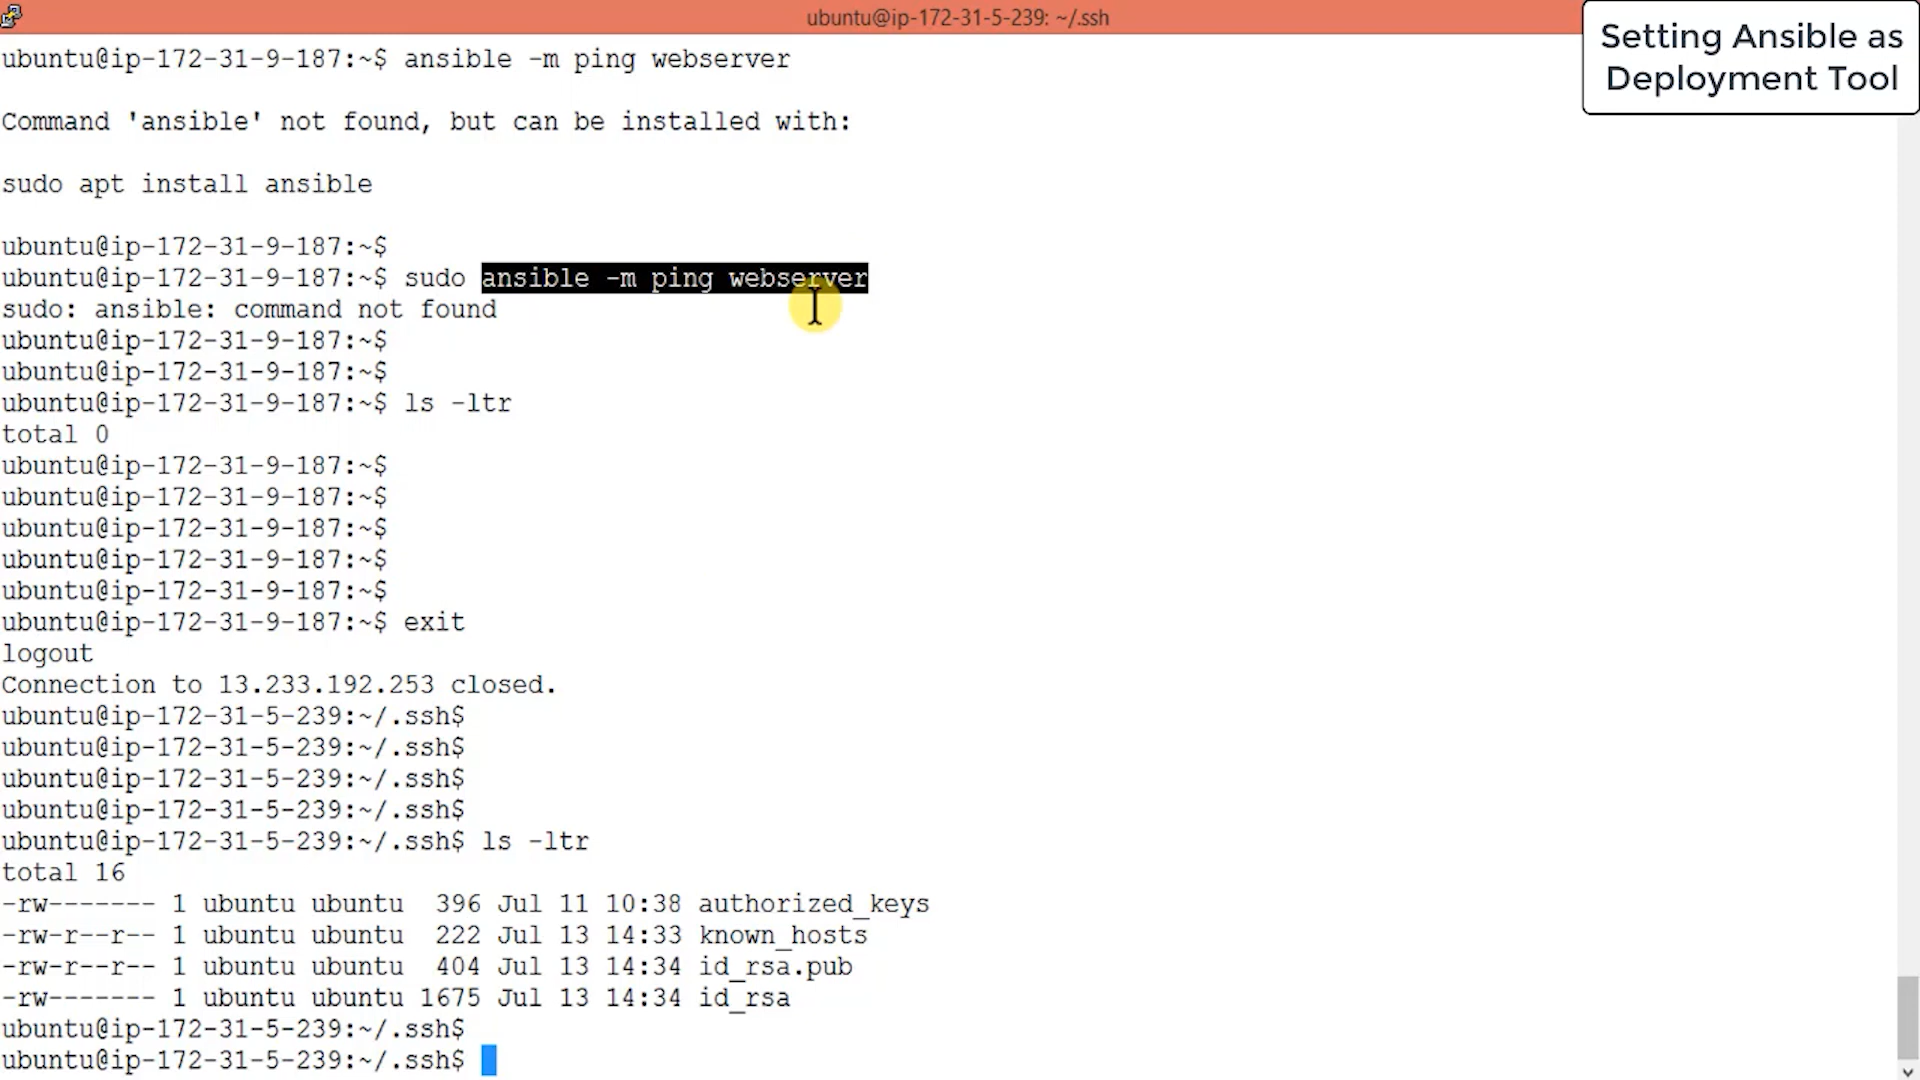 ubuntu@ip-172-31-5-239: ~/.ssh
Setting Ansible as
Deployment Tool
ubuntu@ip-172-31-9-187:~$ ansible -m ping webserver
Command 'ansible' not found, but can be installed with:
sudo apt install ansible
ubuntu@ip-172-31-9-187:~$
ubuntu@ip-172-31-9-187:~$ sudo ansible -m ping webserver
sudo: ansible: command not found
ubuntu@ip-172-31-9-187:~$
ubuntu@ip-172-31-9-187:~$
ubuntu@ip-172-31-9-187:~$ ls -ltr
total 0
ubuntu@ip-172-31-9-187:~$
ubuntu@ip-172-31-9-187:~$
ubuntu@ip-172-31-9-187:~$
ubuntu@ip-172-31-9-187:~$
ubuntu@ip-172-31-9-187:~$
ubuntu@ip-172-31-9-187:~$ exit
logout
Connection to 13.233.192.253 closed.
ubuntu@ip-172-31-5-239:~/.ssh$
ubuntu@ip-172-31-5-239:~/.ssh$
ubuntu@ip-172-31-5-239:~/.ssh$
ubuntu@ip-172-31-5-239:~/.ssh$
ubuntu@ip-172-31-5-239:~/.ssh$ ls -ltr
total 16
-rw------- 1 ubuntu ubuntu  396 Jul 11 10:38 authorized_keys
-rw-r--r-- 1 ubuntu ubuntu  222 Jul 13 14:33 known_hosts
-rw-r--r-- 1 ubuntu ubuntu  404 Jul 13 14:34 id_rsa.pub
-rw------- 1 ubuntu ubuntu 1675 Jul 13 14:34 id_rsa
ubuntu@ip-172-31-5-239:~/.ssh$
ubuntu@ip-172-31-5-239:~/.ssh$